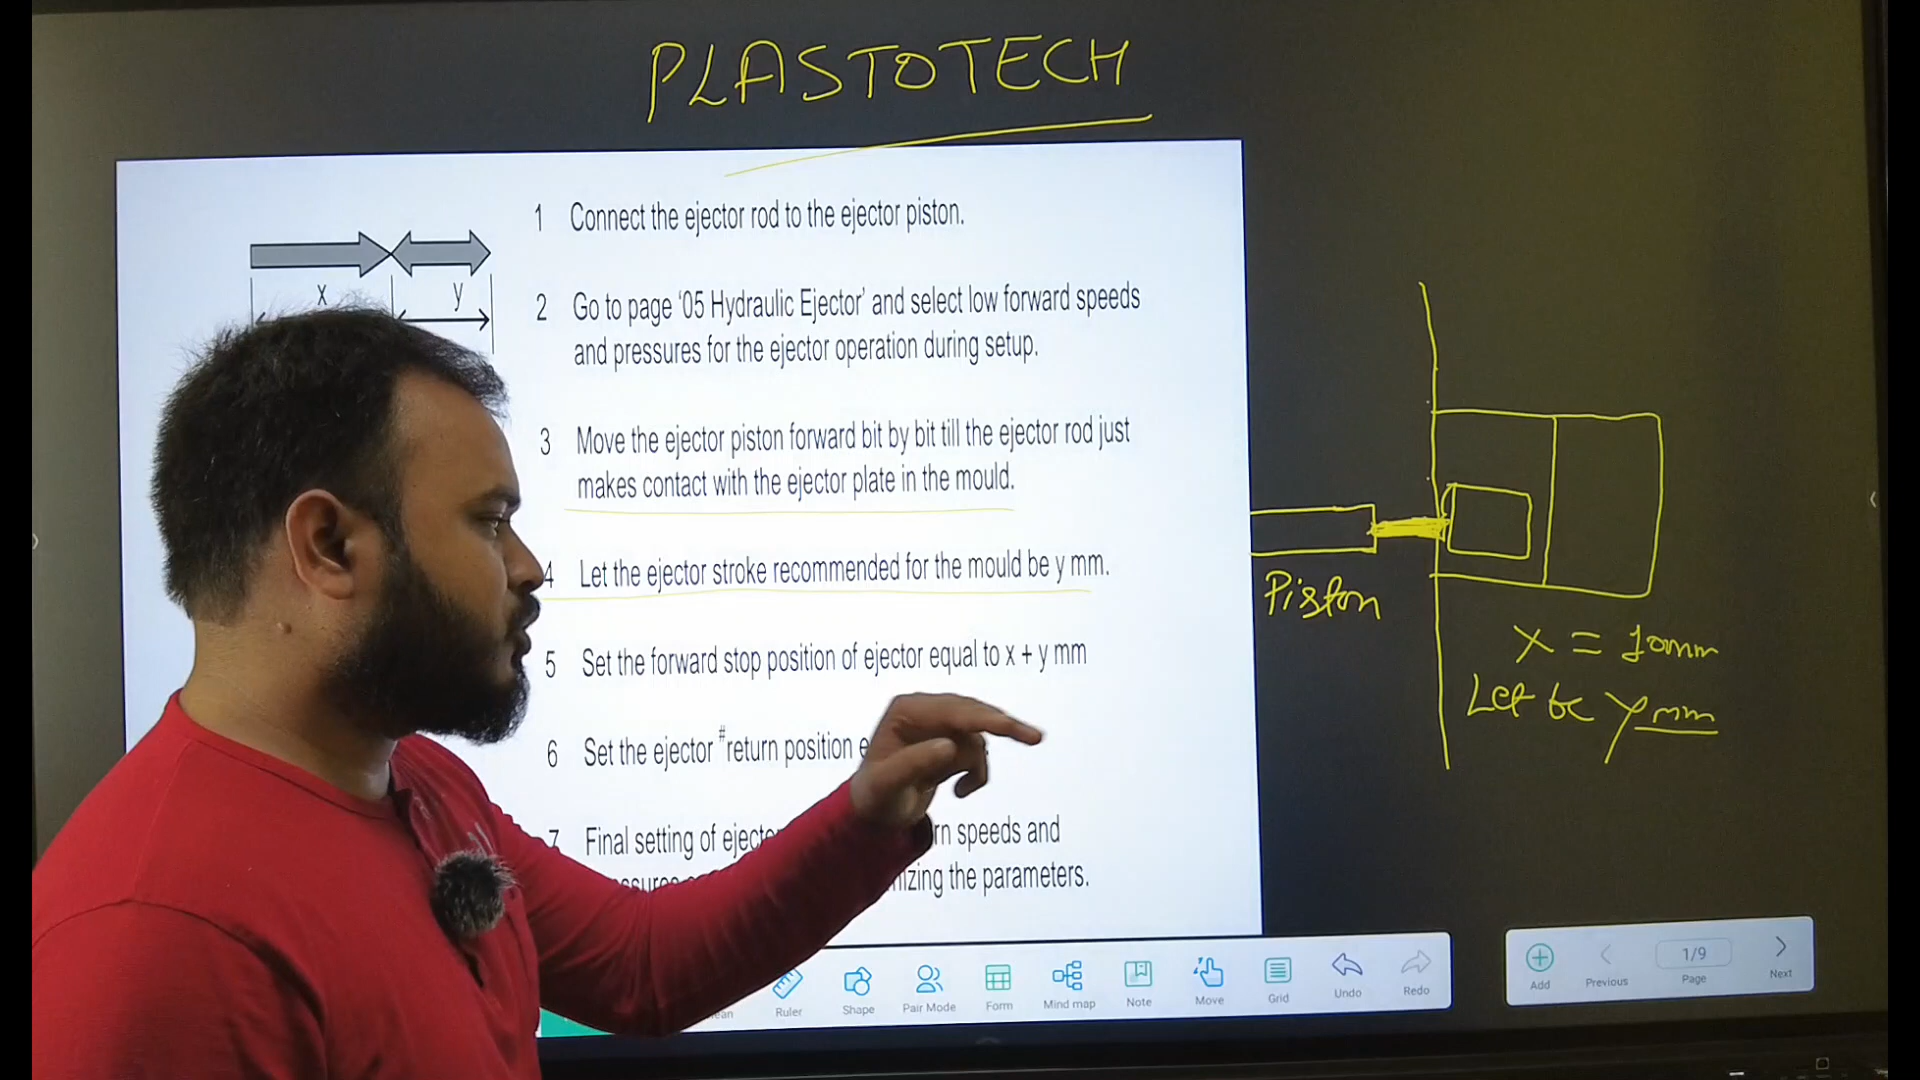 PLASTOTECH
x y
1 Connect the ejector rod to the ejector piston.
2 Go to page ‘05 Hydraulic Ejector’ and select low forward speeds
and pressures for the ejector operation during setup.
3 Move the ejector piston forward bit by bit till the ejector rod just
makes contact with the ejector plate in the mould.
4 Let the ejector stroke recommended for the mould be y mm.
5 Set the forward stop position of ejector equal to x + y mm
6 Set the ejector #return position
7 Final setting of speeds and
the parameters.
Piston
X = 10mm
Let be y mm
Ruler Shape Pair Mode Form Mind map Note Move Grid Undo Redo
Add Previous 1/9 Page Next